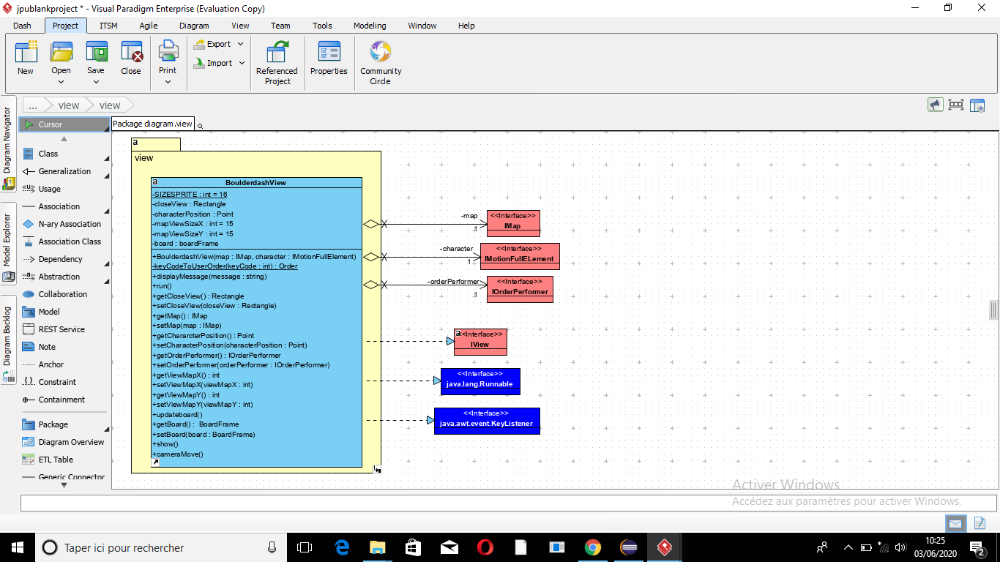 jpublankproject * - Visual Paradigm Enterprise (Evaluation Copy)
Dash Project ITSM Agile Diagram View Team Tools Modeling Window Help
New Open Save Close Print Export Import Referenced Project Properties Community Circle
... view view
Diagram Navigator
Model Explorer
Diagram Backlog
Cursor
Class
Generalization
Usage
Association
N-ary Association
Association Class
Dependency
Abstraction
Collaboration
Model
REST Service
Note
Anchor
Constraint
Containment
Package
Diagram Overview
ETL Table
Generic Connector
Package diagram.view
a
view
a
BoulderdashView
-SIZESPRITE : int = 16
-closeView : Rectangle
-characterPosition : Point
-mapViewSizeX : int = 15
-mapViewSizeY : int = 15
-board : boardFrame
+BoulderdashView(map : IMap, character : IMotionFullElement)
-keyCodeToUserOrder(keyCode : int) : Order
+displayMessage(message : string)
+run()
+getCloseView() : Rectangle
+setCloseView(closeView : Rectangle)
+getMap() : IMap
+setMap(map : IMap)
+getChararcterPosition() : Point
+setCharacterPosition(characterPosition : Point)
+getOrderPerformer() : IOrderPerformer
+setOrderPerformer(orderPerformer : IOrderPerformer)
+getViewMapX() : int
+setViewMapX(viewMapX : int)
+getViewMapY() : int
+setViewMapY(viewMapY : int)
+updateboard()
+getBoard() : BoardFrame
+setBoard(board : BoardFrame)
+show()
+cameraMove()
-map
1
<<Interface>>
IMap
-character
1
<<Interface>>
IMotionFullELement
-orderPerformer
1
<<Interface>>
IOrderPerformer
a
<<Interface>>
IView
<<Interface>>
java.lang.Runnable
<<Interface>>
java.awt.event.KeyListener
Activer Windows
Accédez aux paramètres pour activer Windows.
Taper ici pour rechercher
10:25
03/06/2020
2